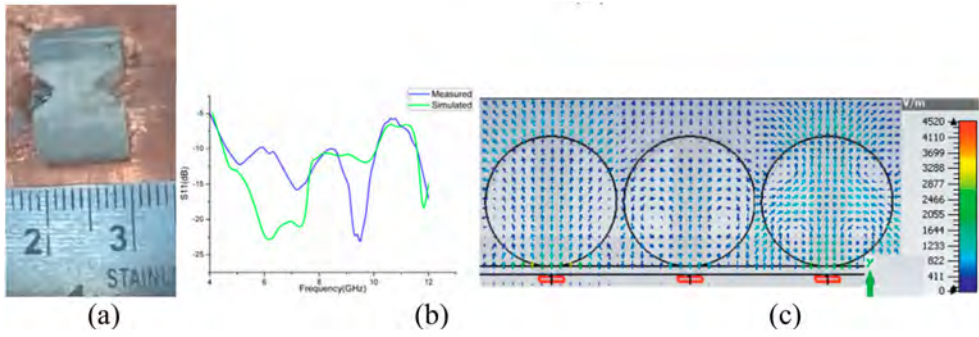 2
3
STAINL
(a)
Measured
Simulated
S11(dB)
-5
-10
-15
-20
-25
4
6
8
10
12
Frequency(GHz)
(b)
V/m
4520
4110
3699
3288
2877
2466
2055
1644
1233
822
411
0
Y
(c)